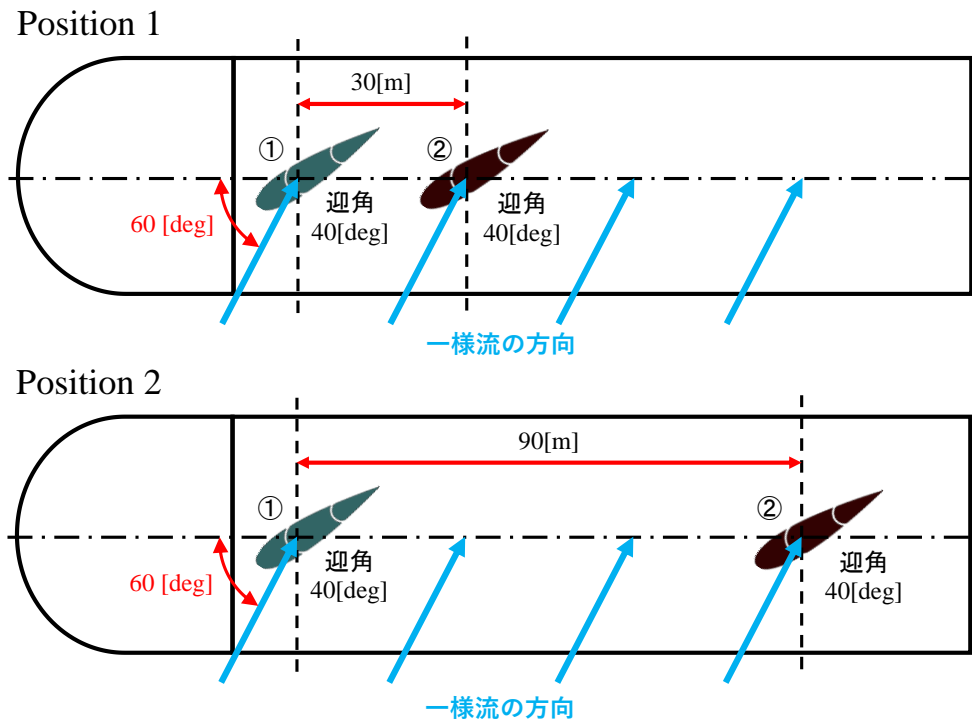 Position 1
30[m]
① ②
60 [deg]
迎角
40[deg]
迎角
40[deg]
一様流の方向
Position 2
90[m]
① ②
60 [deg]
迎角
40[deg]
迎角
40[deg]
一様流の方向